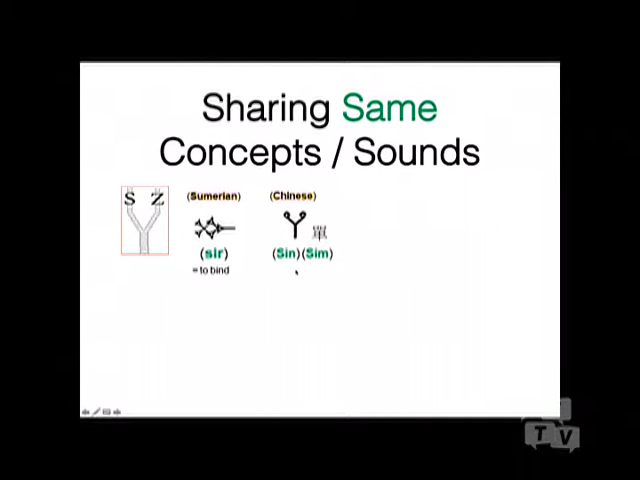 Sharing Same
Concepts / Sounds
S Z
(Sumerian)
(Chinese)
單
(sir)
(Sin)(Sim)
= to bind
TV